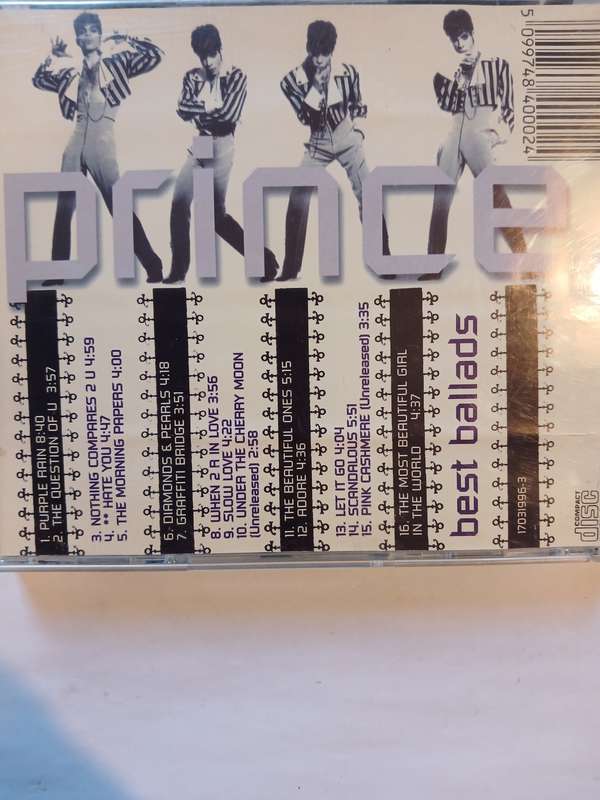 5 099748 400024
prince
1. PURPLE RAIN 8:40
2. THE QUESTION OF U 3:57
3. NOTHING COMPARES 2 U 4:59
4. ** HATE YOU 4:47
5. THE MORNING PAPERS 4:00
6. DIAMONDS & PEARLS 4:18
7. GRAFFITI BRIDGE 3:51
8. WHEN 2 R IN LOVE 3:56
9. SLOW LOVE 4:22
10. UNDER THE CHERRY MOON
(Unreleased) 2:58
11. THE BEAUTIFUL ONES 5:15
12. ADORE 4:36
13. LET IT GO 4:04
14. SCANDALOUS 5:51
15. PINK CASHMERE (Unreleased) 3:35
16. THE MOST BEAUTIFUL GIRL
IN THE WORLD 4:37
best ballads
17031996-3
COMPACT
disc